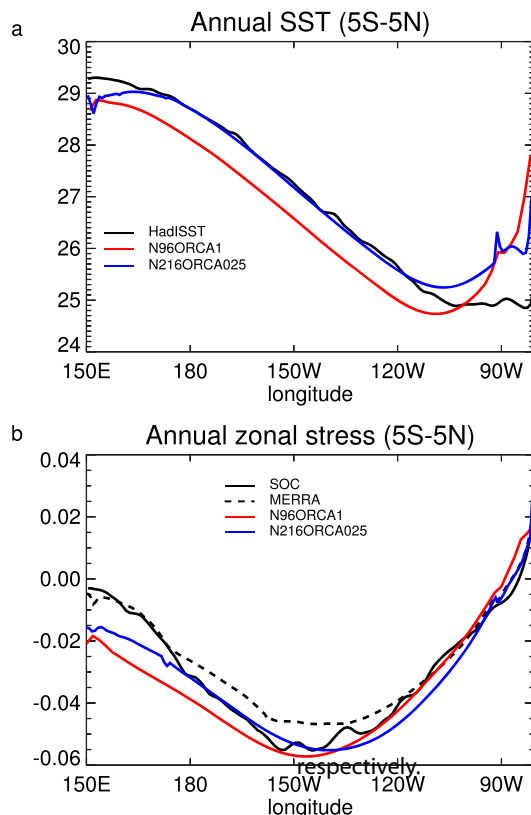 a
Annual SST (5S-5N)
30
29
28
27
26
25
24
HadISST
N96ORCA1
N216ORCA025
150E 180 150W 120W 90W
longitude
b
Annual zonal stress (5S-5N)
0.04
0.02
0.00
-0.02
-0.04
-0.06
SOC
MERRA
N96ORCA1
N216ORCA025
respectively.
150E 180 150W 120W 90W
longitude